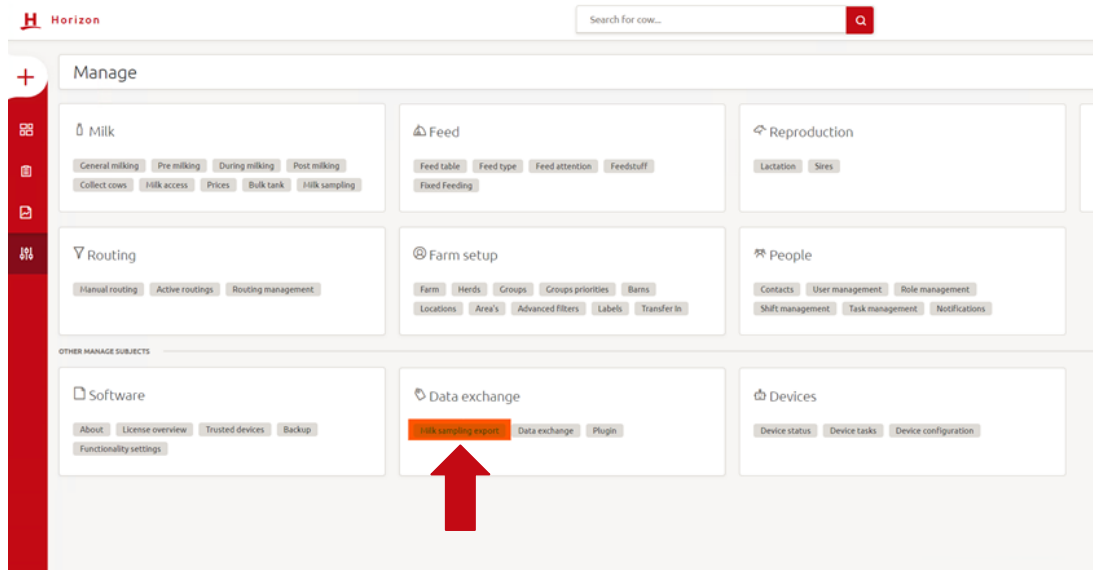 Horizon
Search for cow...
Manage
Milk
General milking Pre milking During milking Post milking
Collect cows Milk access Prices Bulk tank Milk sampling
Feed
Feed table Feed type Feed attention Feedstuff
Fixed Feeding
Reproduction
Lactation Sires
Routing
Manual routing Active routings Routing management
Farm setup
Farm Herds Groups Groups priorities Barns
Locations Area's Advanced filters Labels Transfer In
People
Contacts User management Role management
Shift management Task management Notifications
OTHER MANAGE SUBJECTS
Software
About License overview Trusted devices Backup
Functionality settings
Data exchange
Milk sampling export Data exchange Plugin
Devices
Device status Device tasks Device configuration